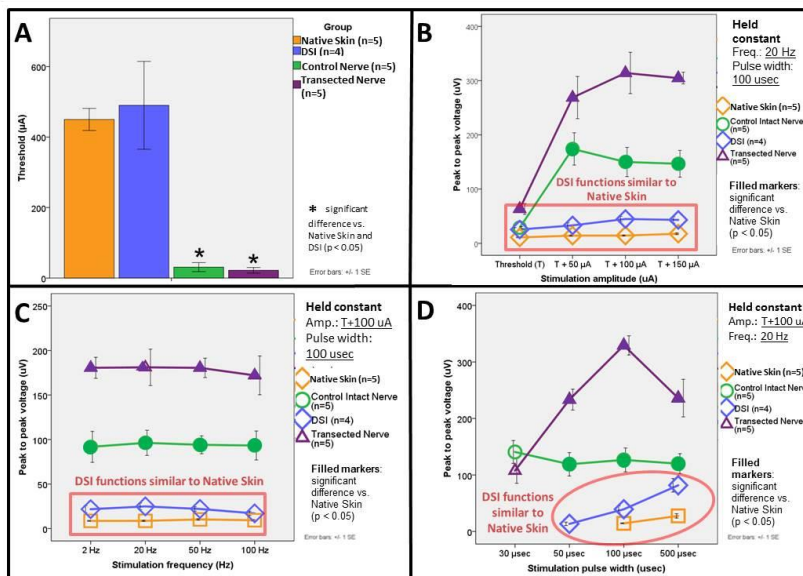 A
Group
Native Skin (n=5)
DSI (n=4)
Control Nerve (n=5)
Transected Nerve
(n=5)
Threshold (µA)
600
400
200
0
*
*
* significant
difference vs.
Native Skin and
DSI (p < 0.05)
Error bars: +/- 1 SE
B
Held
constant
Freq.: 20 Hz
Pulse width:
100 usec
Native Skin (n=5)
Control Intact Nerve
(n=5)
DSI (n=4)
Transected Nerve
(n=5)
Filled markers:
significant
difference vs.
Native Skin
(p < 0.05)
Error bars: +/- 1 SE
Peak to peak voltage (uV)
400
300
200
100
0
DSI functions similar to
Native Skin
Threshold (T)
T + 50 µA
T + 100 µA
T + 150 µA
Stimulation amplitude (uA)
C
Held constant
Amp.: T+100 uA
Pulse width:
100 usec
Native Skin (n=5)
Control Intact Nerve
(n=5)
DSI (n=4)
Transected Nerve
(n=5)
Filled markers:
significant
difference vs.
Native Skin
(p < 0.05)
Error bars: +/- 1 SE
Peak to peak voltage (uV)
250
200
150
100
50
0
DSI functions similar to Native Skin
2 Hz
20 Hz
50 Hz
100 Hz
Stimulation frequency (Hz)
D
Held constant
Amp.: T+100 uA
Freq.: 20 Hz
Native Skin (n=5)
Control Intact Nerve
(n=5)
DSI (n=4)
Transected Nerve
(n=5)
Filled
markers:
significant
difference vs.
Native Skin
(p < 0.05)
Error bars: +/- 1 SE
Peak to peak voltage (uV)
400
300
200
100
0
DSI functions
similar to
Native Skin
30 µsec
50 µsec
100 µsec
500 µsec
Stimulation pulse width (usec)